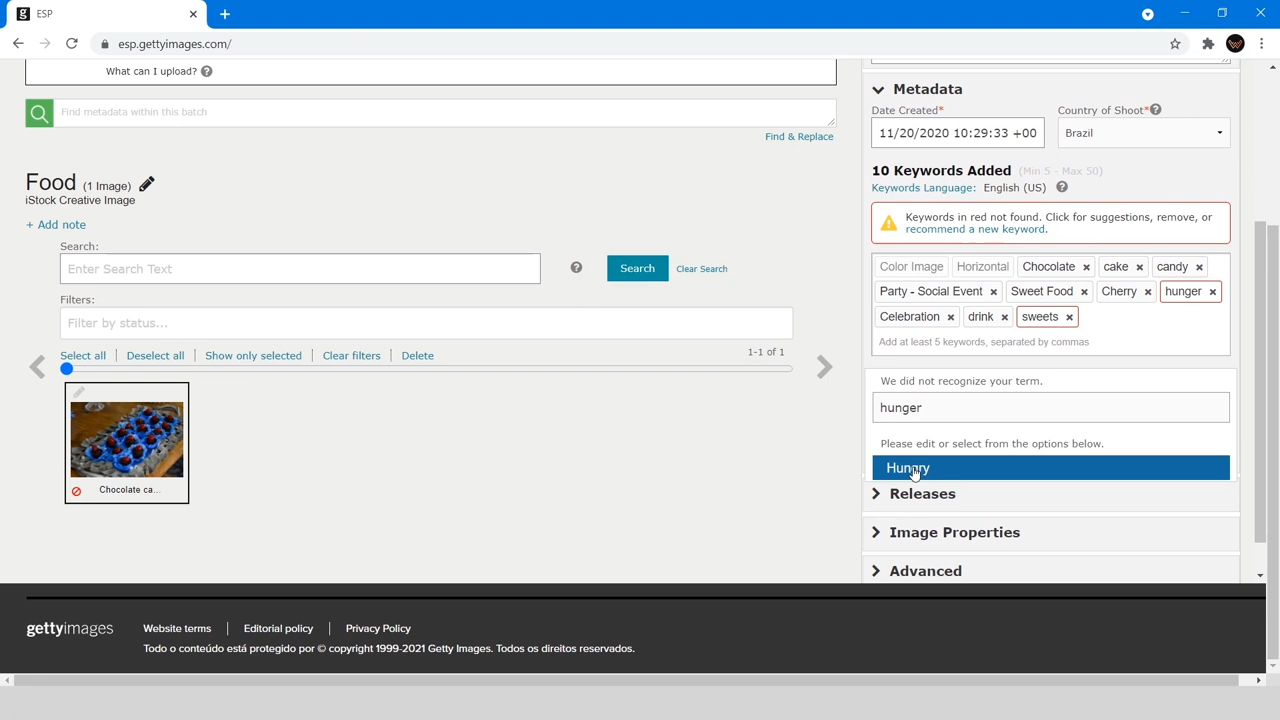 ESP
esp.gettyimages.com/
What can I upload?
Find metadata within this batch
Find & Replace
Food (1 Image)
iStock Creative Image
+ Add note
Search:
Enter Search Text
Search
Clear Search
Filters:
Filter by status...
Select all
Deselect all
Show only selected
Clear filters
Delete
1-1 of 1
Chocolate ca...
Metadata
Date Created*
Country of Shoot*
11/20/2020 10:29:33 +00
Brazil
10 Keywords Added (Min 5 - Max 50)
Keywords Language: English (US)
Keywords in red not found. Click for suggestions, remove, or
recommend a new keyword.
Color Image Horizontal Chocolate × cake × candy ×
Party - Social Event × Sweet Food × Cherry × hunger ×
Celebration × drink × sweets ×
Add at least 5 keywords, separated by commas
We did not recognize your term.
hunger
Please edit or select from the options below.
Hungry
Releases
Image Properties
Advanced
gettyimages
Website terms
Editorial policy
Privacy Policy
Todo o conteúdo está protegido por © copyright 1999-2021 Getty Images. Todos os direitos reservados.